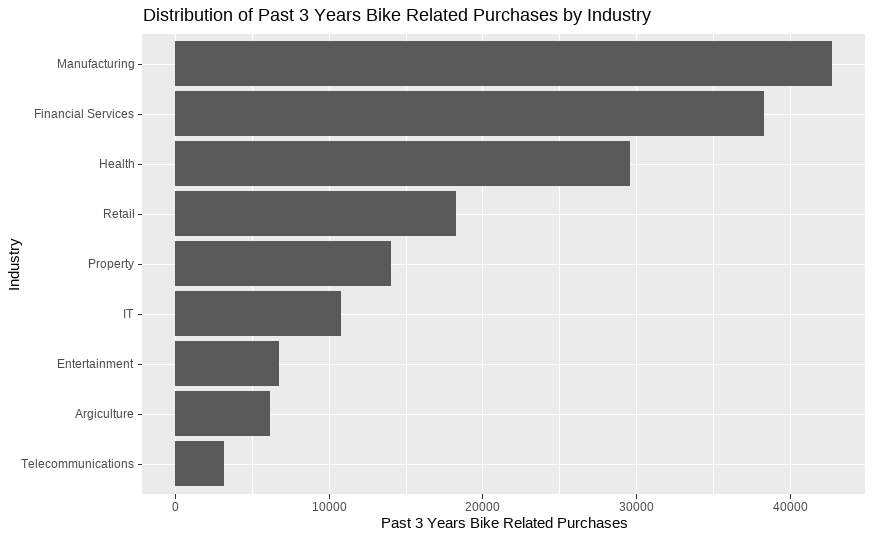 Distribution of Past 3 Years Bike Related Purchases by Industry
Manufacturing
Financial Services
Health
Retail
Property
IT
Entertainment
Argiculture
Telecommunications
Industry
0 10000 20000 30000 40000
Past 3 Years Bike Related Purchases